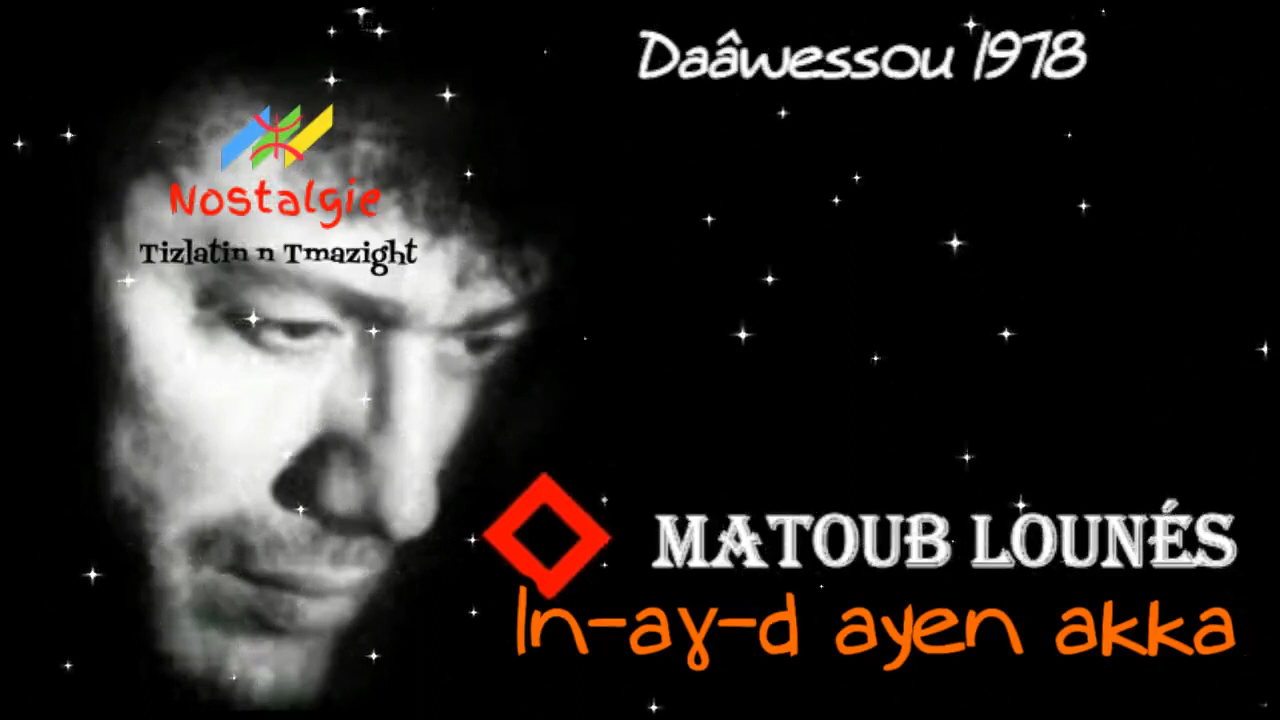 Daâwessou 1978
Nostalgie
Tizlatin n Tmazight
MATOUB LOUNÉS
In-aɣ-d ayen akka